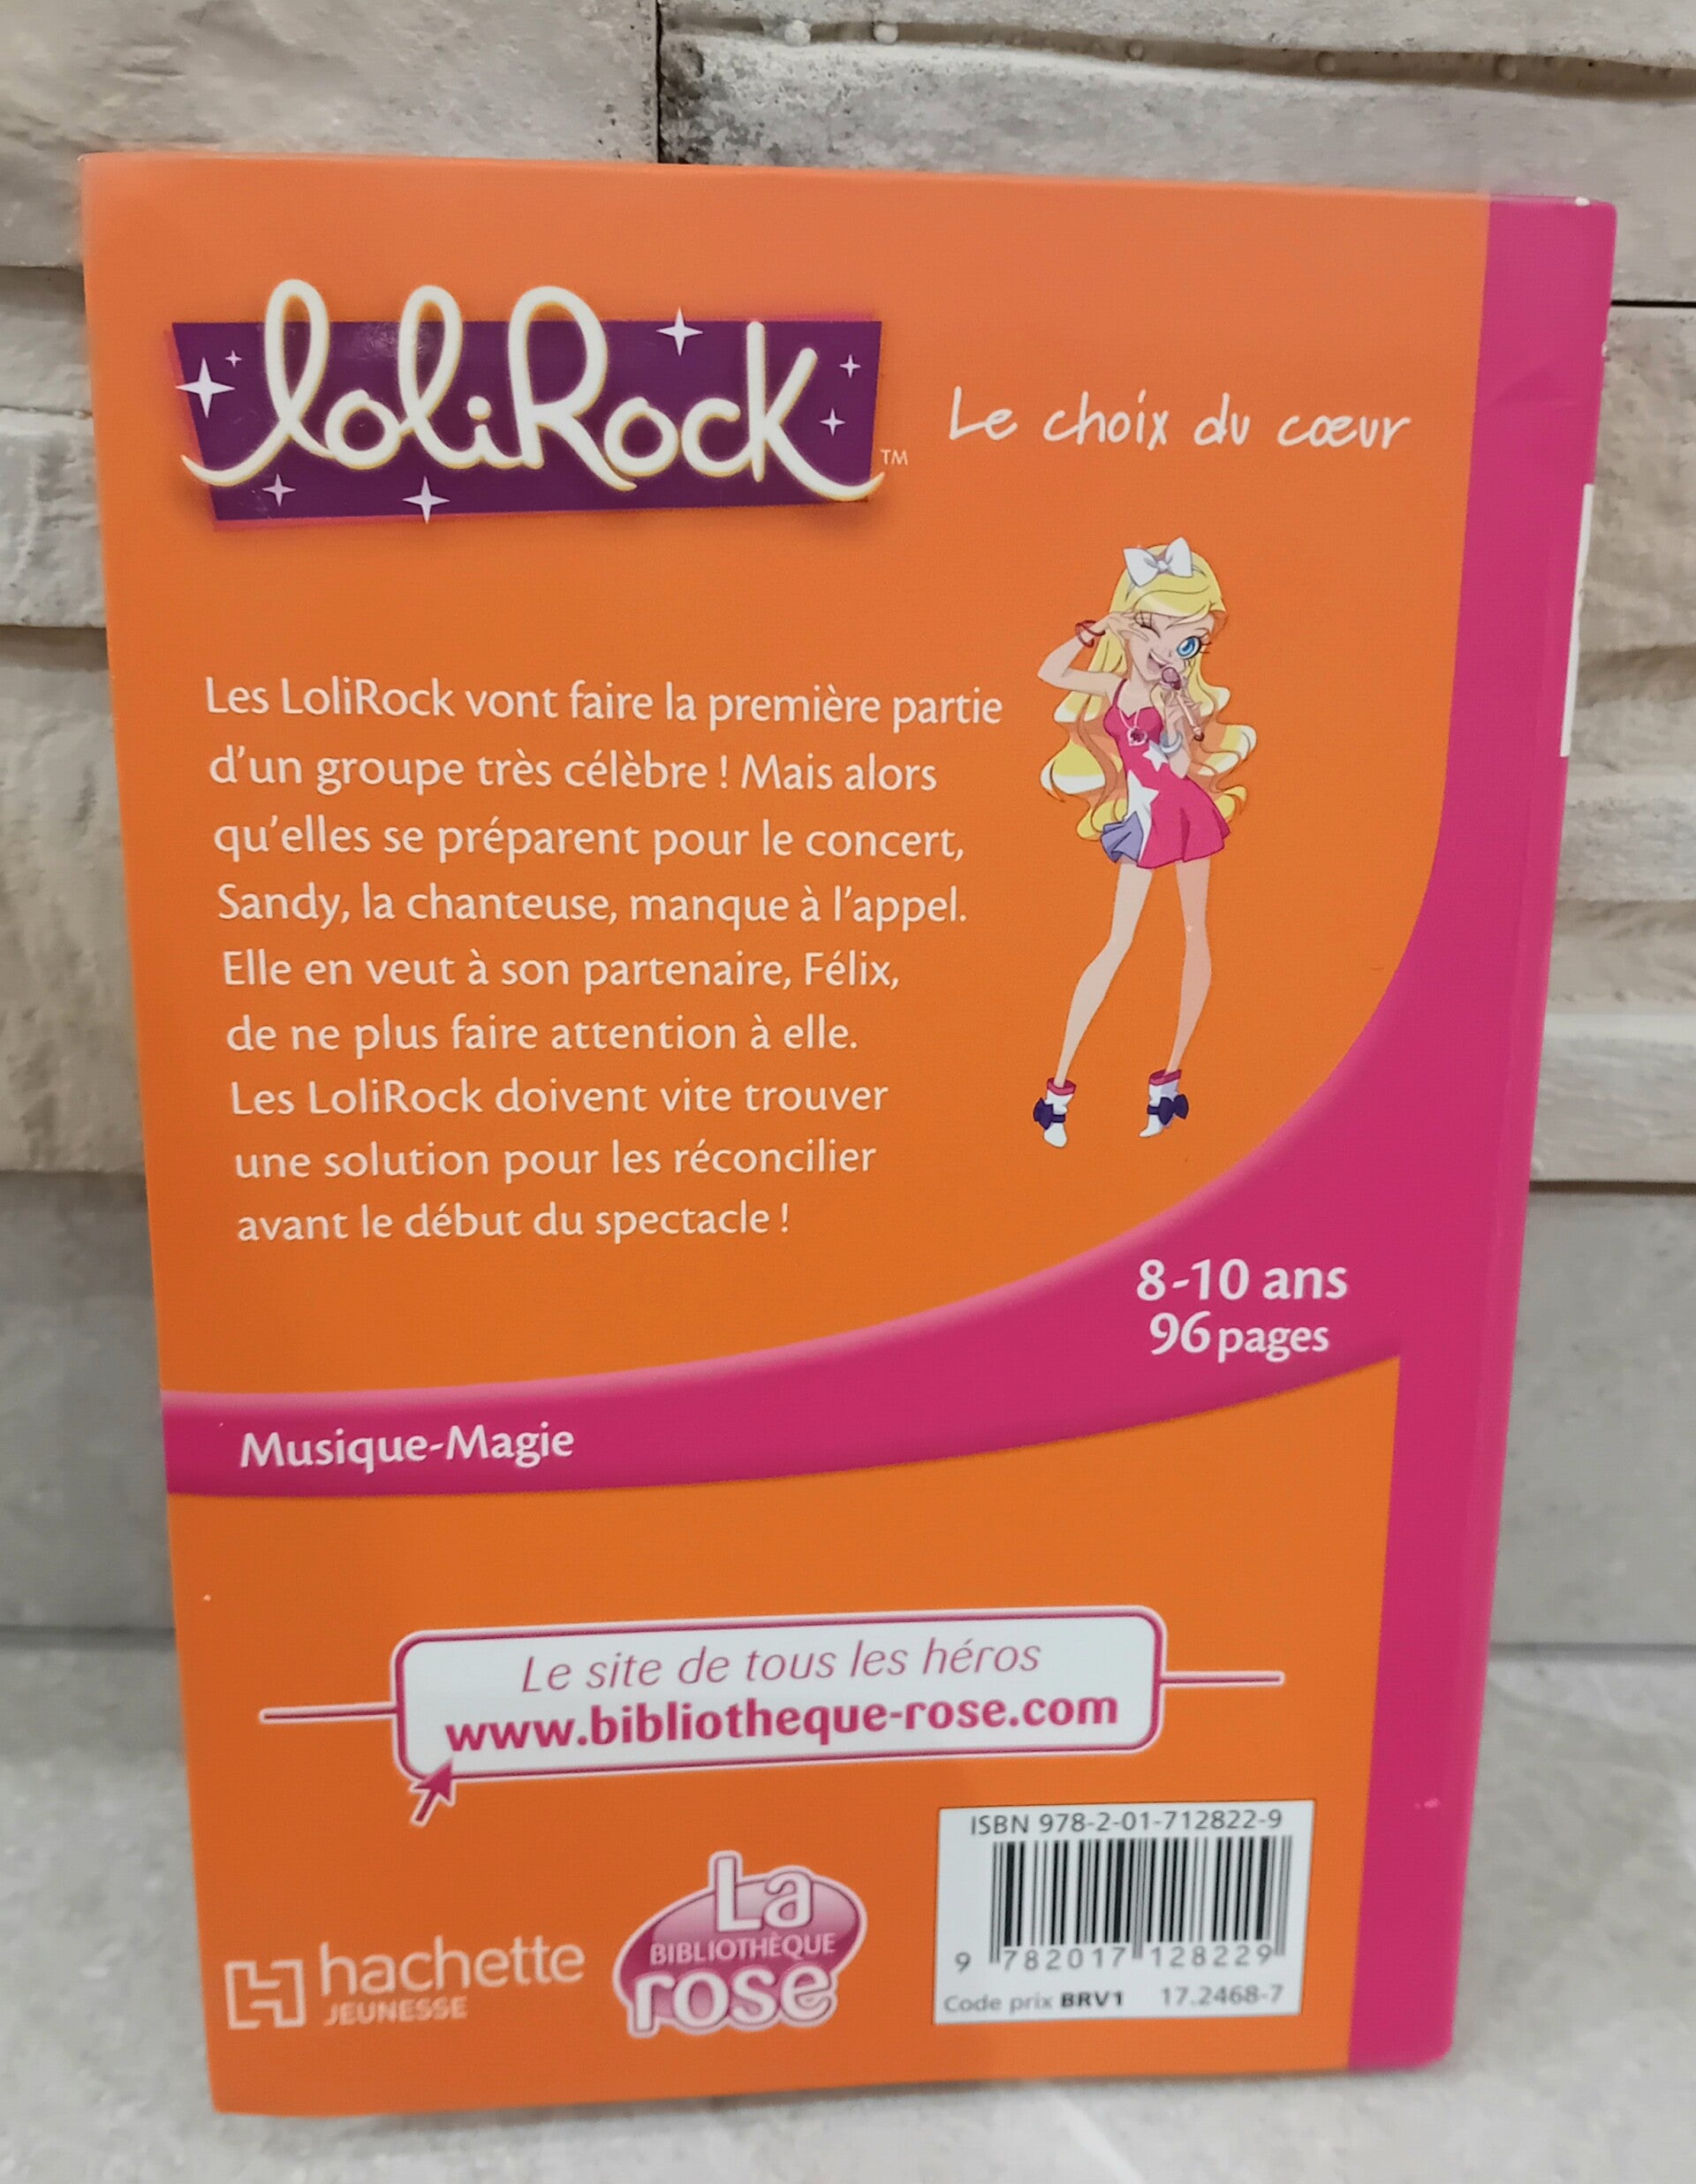 LoliRock™
Le choix du cœur
Les LoliRock vont faire la première partie
d'un groupe très célèbre ! Mais alors
qu'elles se préparent pour le concert,
Sandy, la chanteuse, manque à l'appel.
Elle en veut à son partenaire, Félix,
de ne plus faire attention à elle.
Les LoliRock doivent vite trouver
une solution pour les réconcilier
avant le début du spectacle !
8-10 ans
96 pages
Musique-Magie
Le site de tous les héros
www.bibliotheque-rose.com
ISBN 978-2-01-712822-9
9 782017 128229
Code prix BRV1 17.2468-7
hachette
JEUNESSE
La
BIBLIOTHÈQUE
rose